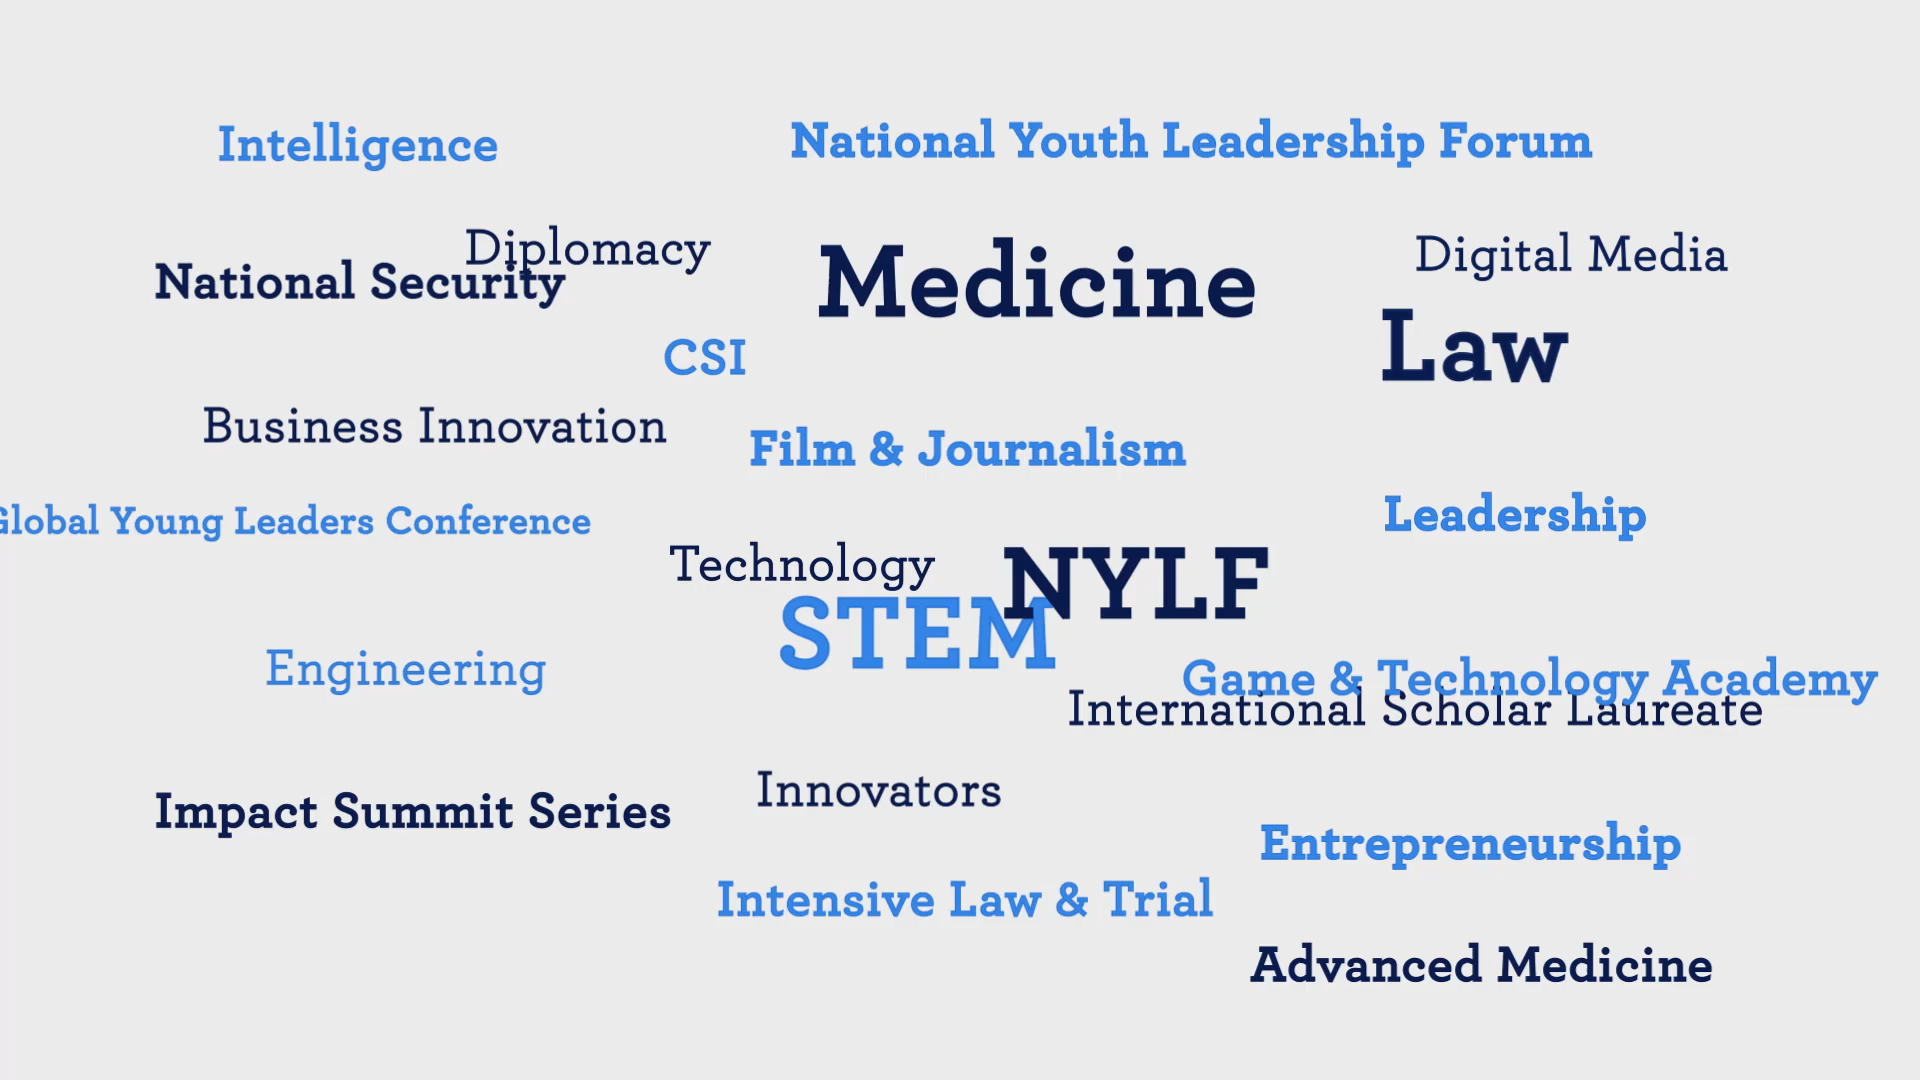 Intelligence
National Youth Leadership Forum
Diplomacy
Digital Media
National Security
Medicine
Law
CSI
Business Innovation
Film & Journalism
Global Young Leaders Conference
Leadership
Technology
NYLF
STEM
Engineering
Game & Technology Academy
International Scholar Laureate
Innovators
Impact Summit Series
Entrepreneurship
Intensive Law & Trial
Advanced Medicine